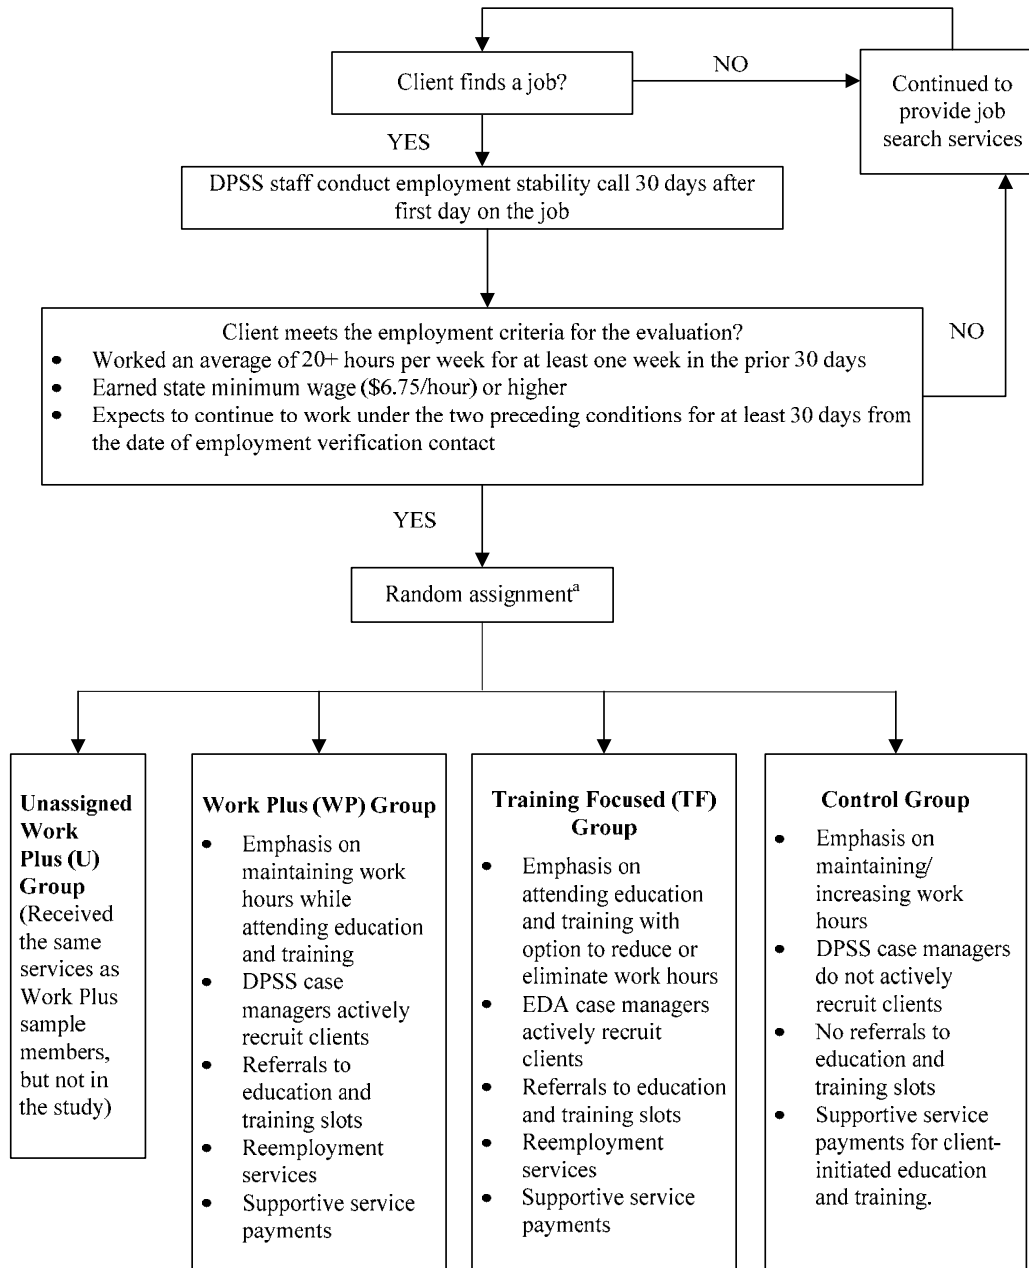 Client finds a job?
NO
Continued to
provide job
search services
YES
DPSS staff conduct employment stability call 30 days after
first day on the job
Client meets the employment criteria for the evaluation?
• Worked an average of 20+ hours per week for at least one week in the prior 30 days
• Earned state minimum wage ($6.75/hour) or higher
• Expects to continue to work under the two preceding conditions for at least 30 days from
the date of employment verification contact
NO
YES
Random assignmentᵃ
Unassigned
Work
Plus (U)
Group
(Received
the same
services as
Work Plus
sample
members,
but not in
the study)
Work Plus (WP) Group
• Emphasis on
maintaining work
hours while
attending education
and training
• DPSS case
managers actively
recruit clients
• Referrals to
education and
training slots
• Reemployment
services
• Supportive service
payments
Training Focused (TF)
Group
• Emphasis on
attending education
and training with
option to reduce or
eliminate work hours
• EDA case managers
actively recruit
clients
• Referrals to education
and training slots
• Reemployment
services
• Supportive service
payments
Control Group
• Emphasis on
maintaining/
increasing work
hours
• DPSS case managers
do not actively
recruit clients
• No referrals to
education and
training slots
• Supportive service
payments for client-
initiated education
and training.